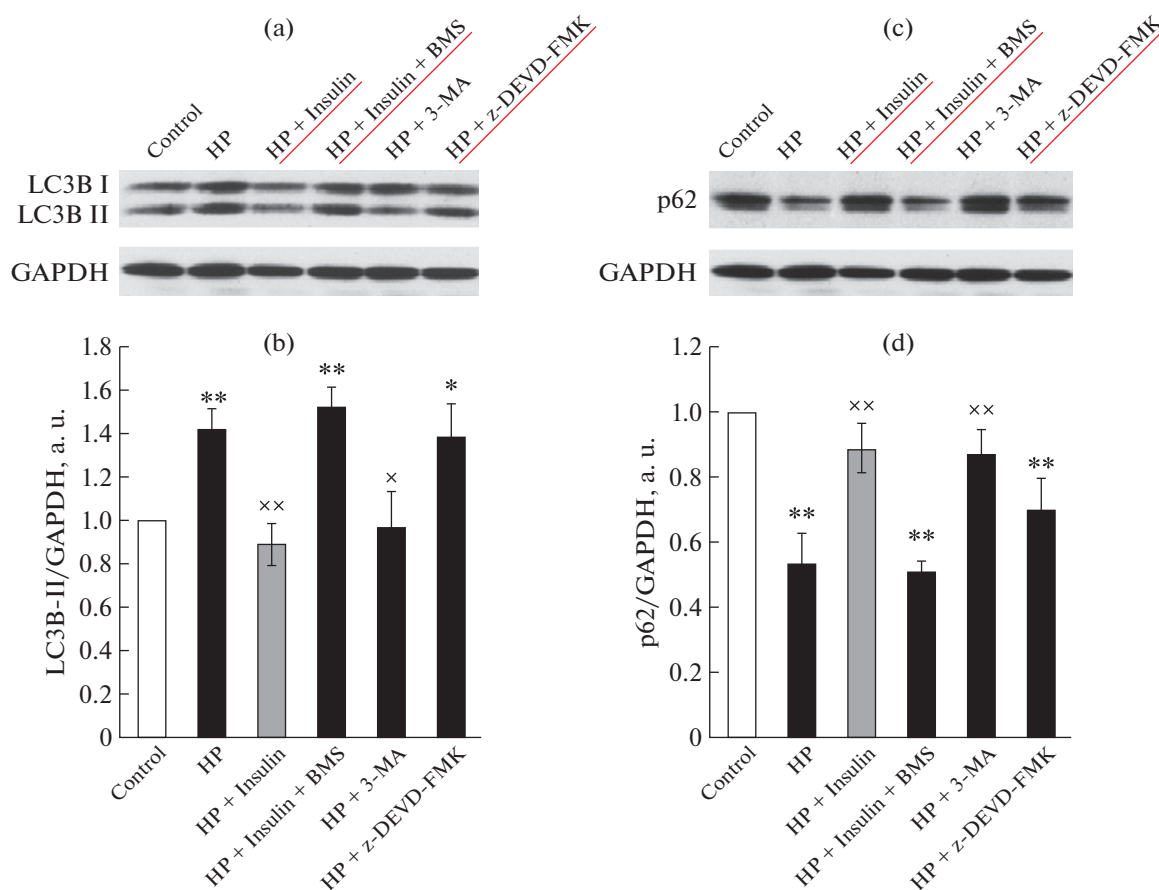 (a)
Control
HP
HP + Insulin
HP + Insulin + BMS
HP + 3-MA
HP + z-DEVD-FMK
LC3B I
LC3B II
GAPDH
(c)
Control
HP
HP + Insulin
HP + Insulin + BMS
HP + 3-MA
HP + z-DEVD-FMK
p62
GAPDH
(b)
LC3B-II/GAPDH, a. u.
1.8
1.6
1.4
1.2
1.0
0.8
0.6
0.4
0.2
0
**
××
**
×
*
Control
HP
HP + Insulin
HP + Insulin + BMS
HP + 3-MA
HP + z-DEVD-FMK
(d)
p62/GAPDH, a. u.
1.2
1.0
0.8
0.6
0.4
0.2
0
**
××
**
××
**
Control
HP
HP + Insulin
HP + Insulin + BMS
HP + 3-MA
HP + z-DEVD-FMK